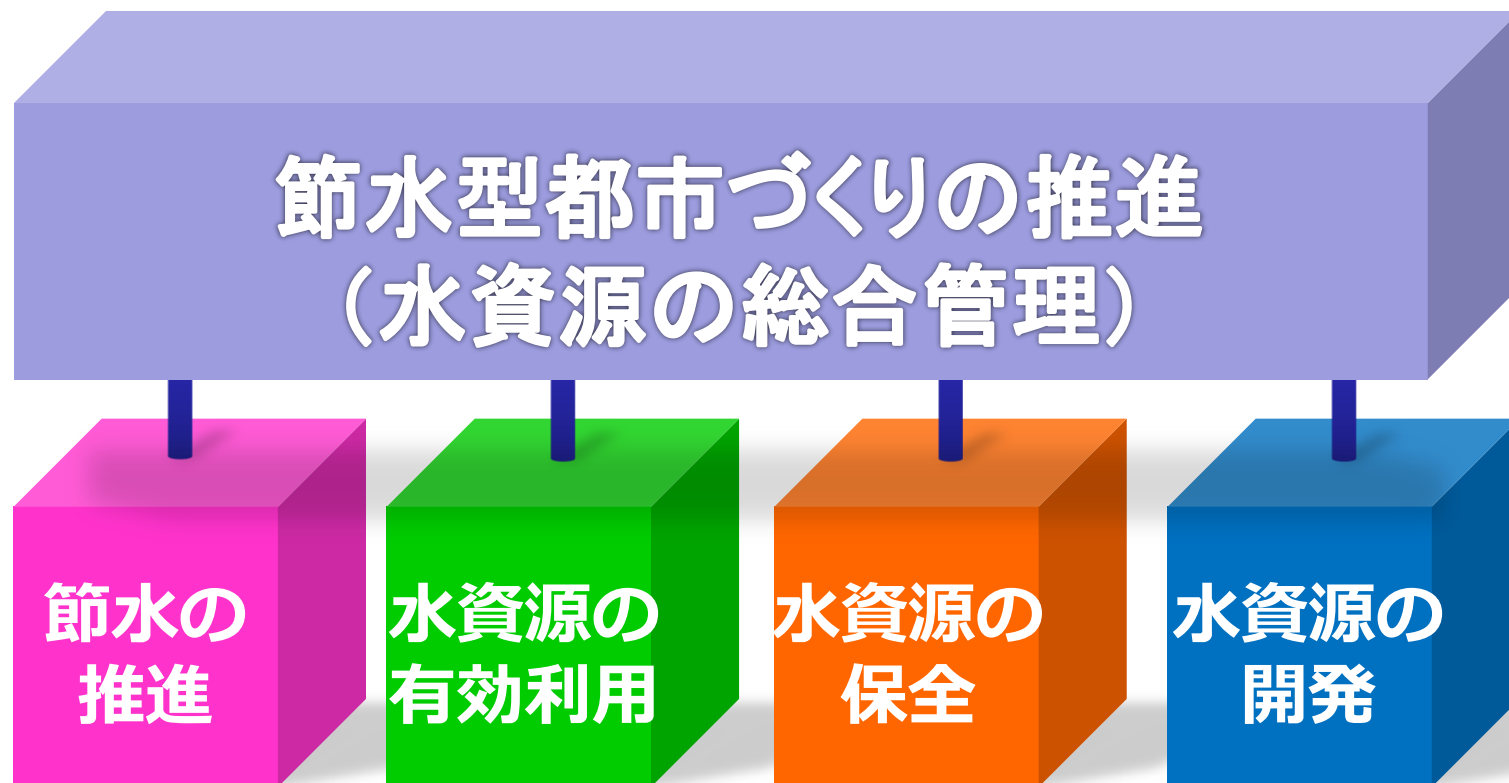 節水型都市づくりの推進
（水資源の総合管理）
節水の
推進
水資源の
有効利用
水資源の
保全
水資源の
開発